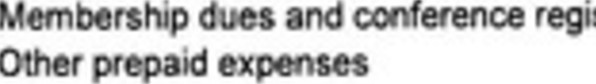 Membership dues and conference regis
Other prepaid expenses